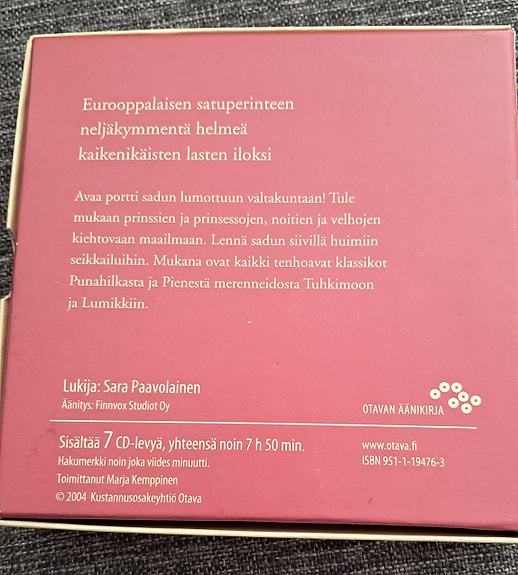 Eurooppalaisen satuperinteen
neljäkymmentä helmeä
kaikenikäisten lasten iloksi
Avaa portti sadun lumottuun valtakuntaan! Tule
mukaan prinssien ja prinsessojen, noitien ja velhojen
kiehtovaan maailmaan. Lennä sadun siivillä huimiin
seikkailuihin. Mukana ovat kaikki tenhoavat klassikot
Punahilkasta ja Pienestä merenneidosta Tuhkimoon
ja Lumikkiin.
Lukija: Sara Paavolainen
Äänitys: Finnvox Studiot Oy
OTAVAN ÄÄNIKIRJA
Sisältää 7 CD-levyä, yhteensä noin 7 h 50 min.
Hakumerkki noin joka viides minuutti.
Toimittanut Marja Kemppinen
© 2004 Kustannusosakeyhtiö Otava
www.otava.fi
ISBN 951-1-19476-3